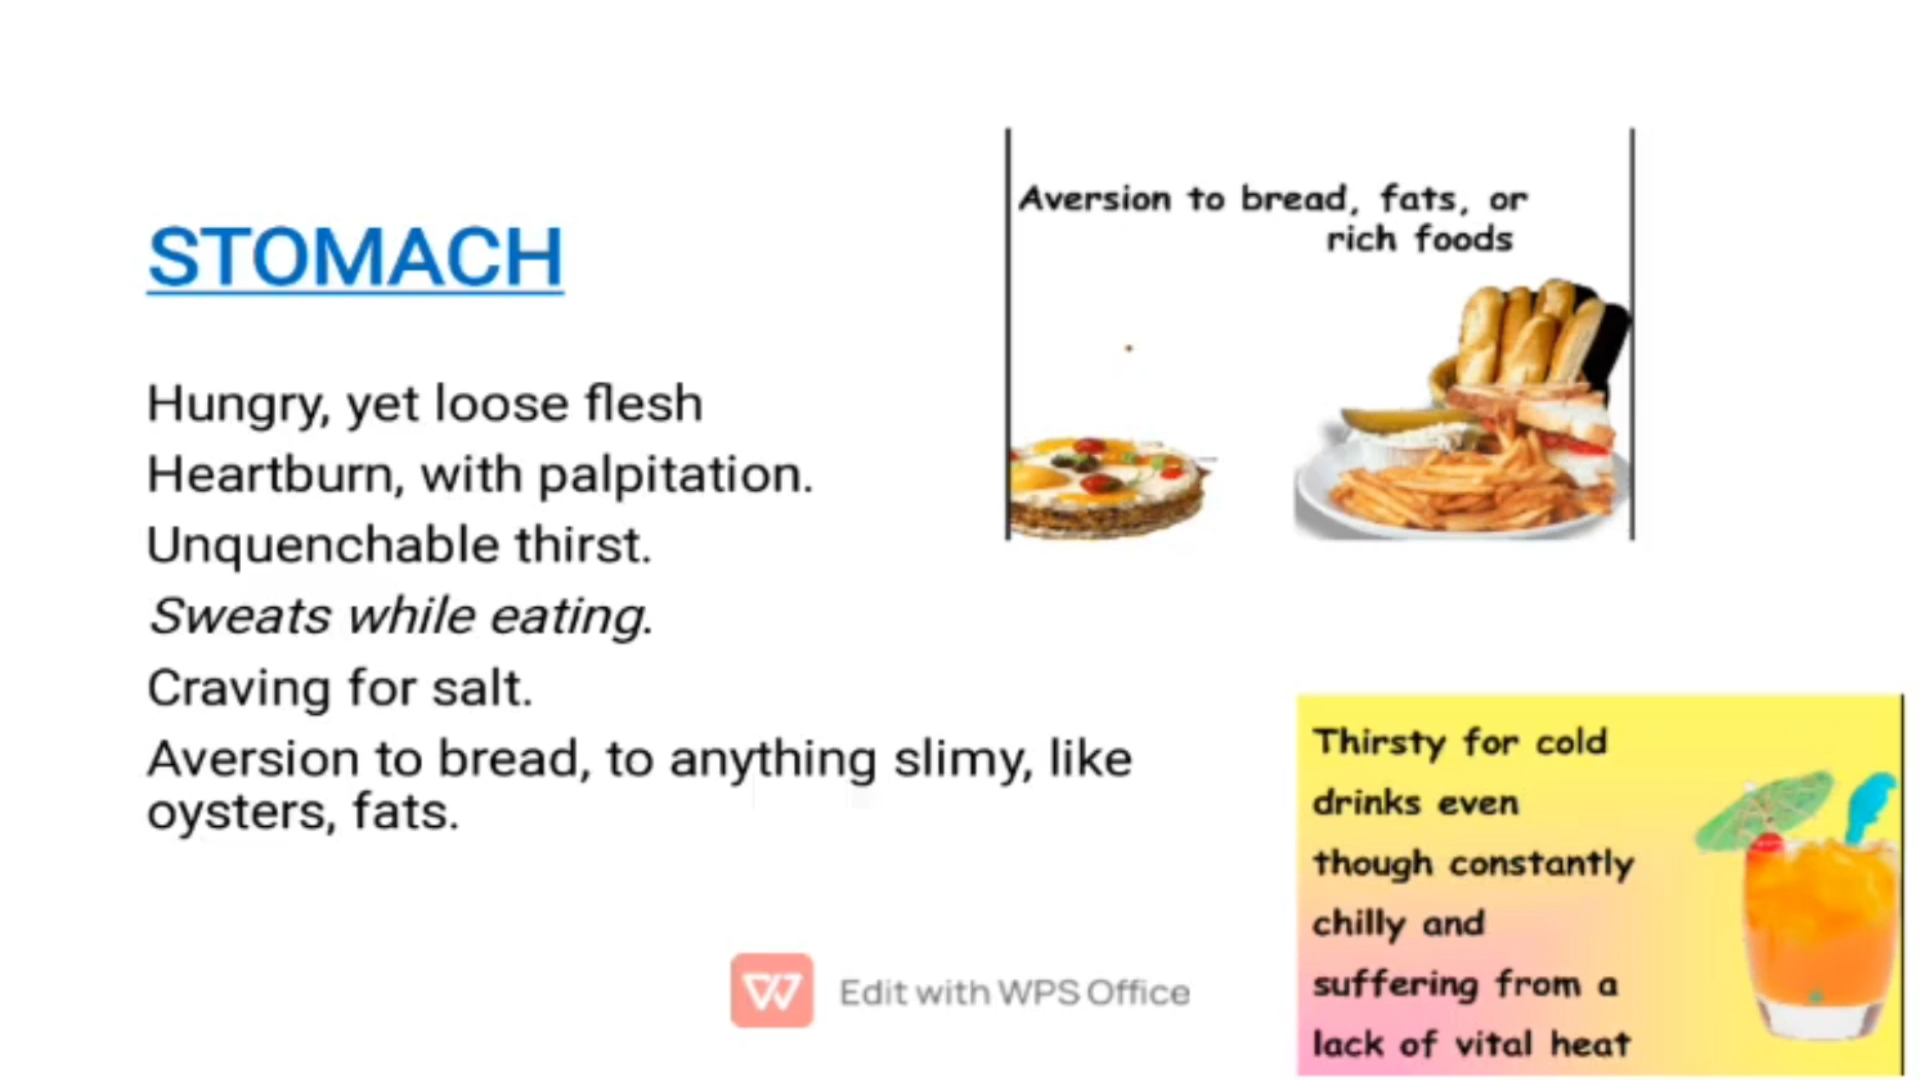 STOMACH
Hungry, yet loose flesh
Heartburn, with palpitation.
Unquenchable thirst.
Sweats while eating.
Craving for salt.
Aversion to bread, to anything slimy, like
oysters, fats.
Aversion to bread, fats, or
rich foods
Thirsty for cold
drinks even
though constantly
chilly and
suffering from a
lack of vital heat
Edit with WPS Office